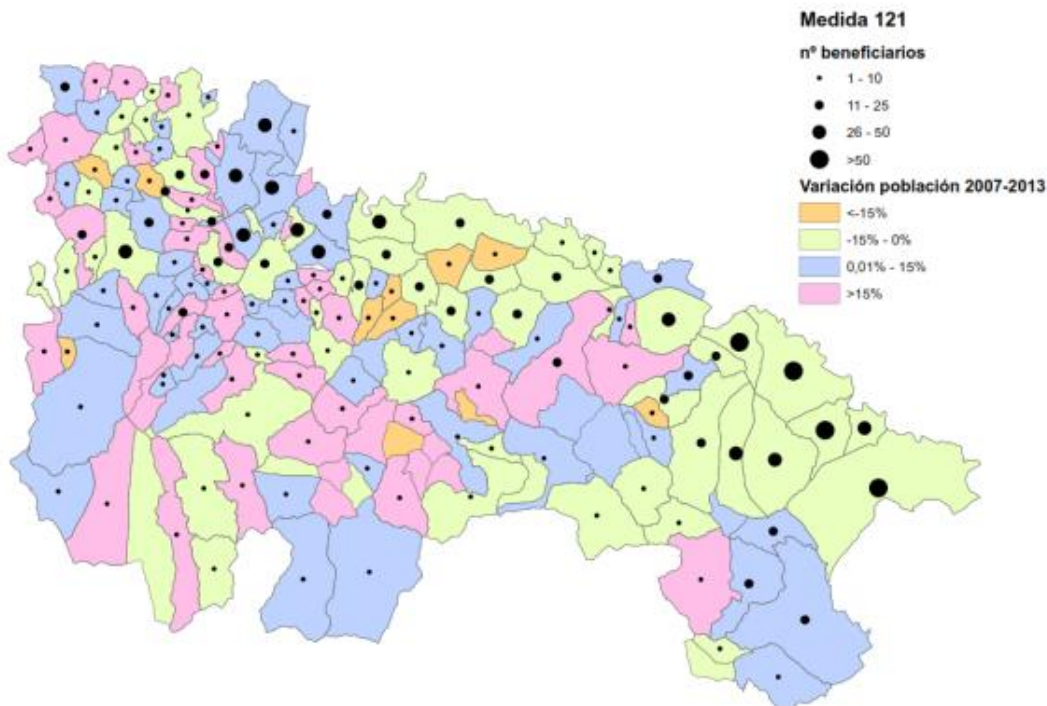 Medida 121
nº beneficiarios
1 - 10
11 - 25
26 - 50
>50
Variación población 2007-2013
<-15%
-15% - 0%
0,01% - 15%
>15%